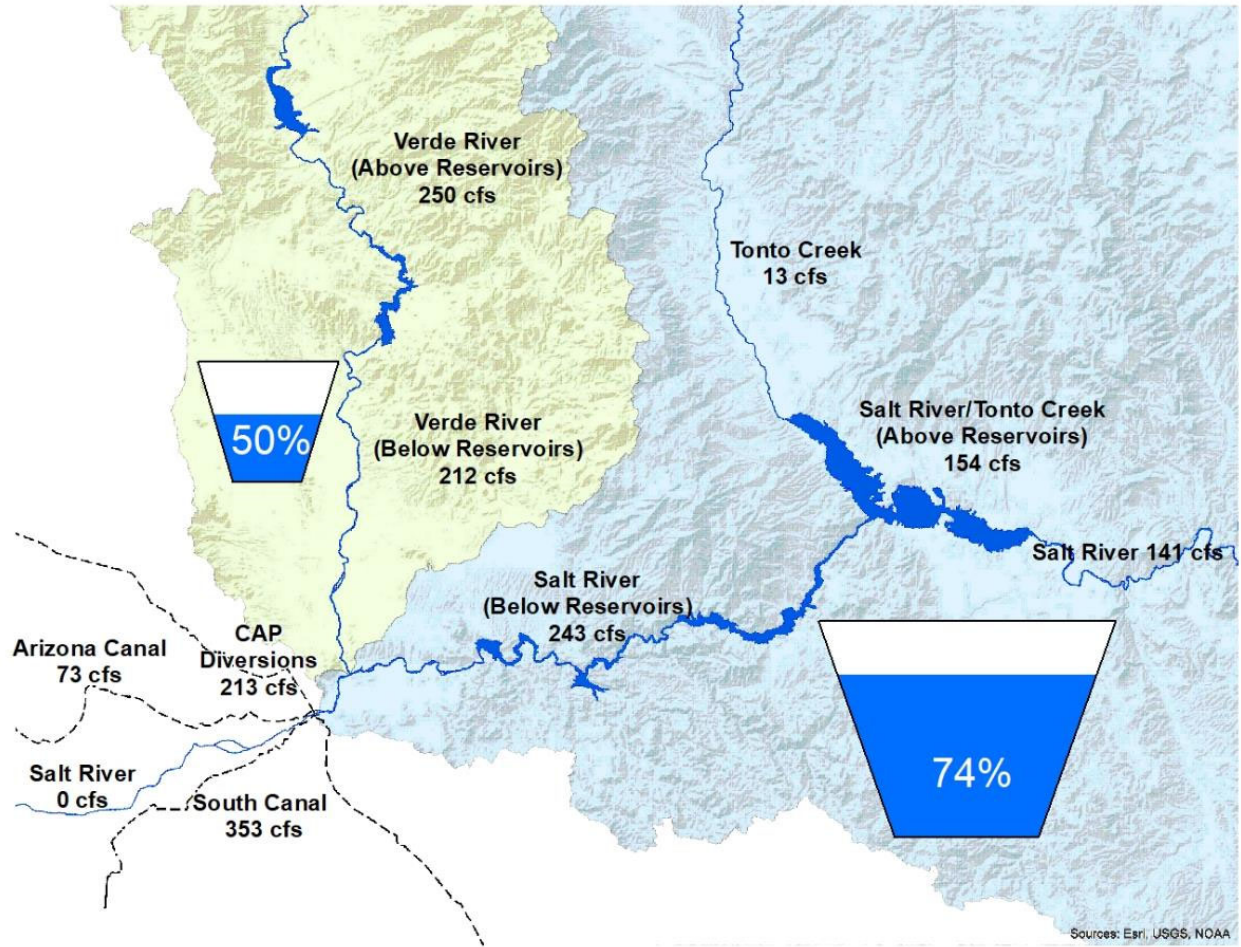 Verde River
(Above Reservoirs)
250 cfs
Tonto Creek
13 cfs
50%
Verde River
(Below Reservoirs)
212 cfs
Salt River/Tonto Creek
(Above Reservoirs)
154 cfs
Salt River 141 cfs
Salt River
(Below Reservoirs)
243 cfs
CAP
Diversions
213 cfs
Arizona Canal
73 cfs
Salt River
0 cfs
South Canal
353 cfs
74%
Sources: Esri, USGS, NOAA